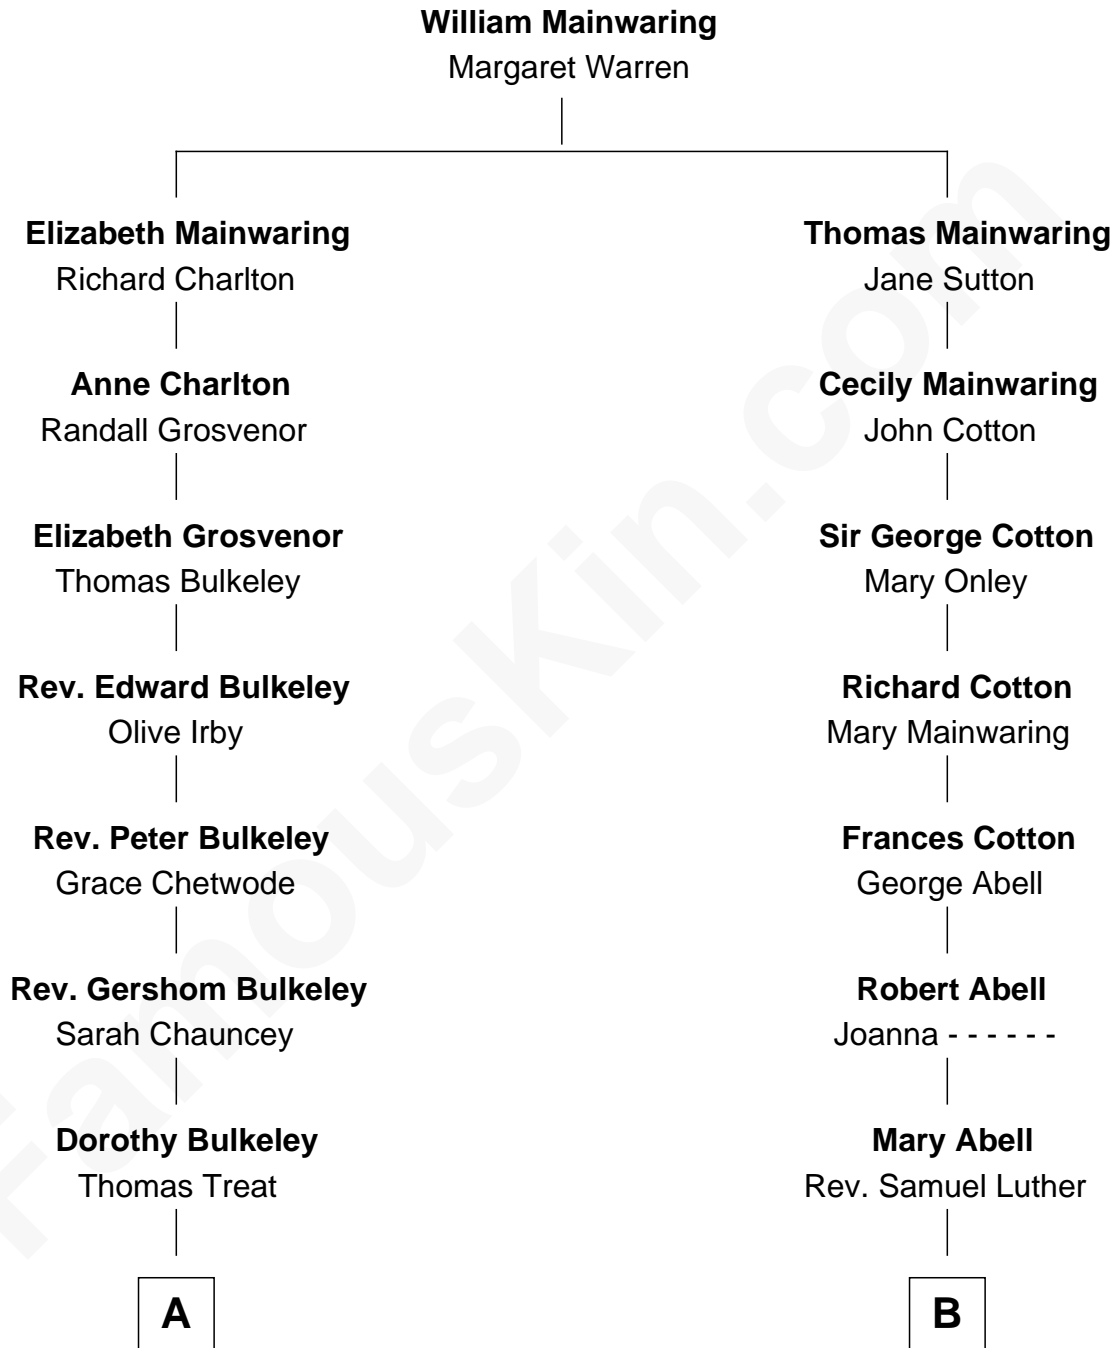 William Mainwaring
Margaret Warren
Elizabeth Mainwaring
Richard Charlton
Thomas Mainwaring
Jane Sutton
Anne Charlton
Randall Grosvenor
Cecily Mainwaring
John Cotton
Elizabeth Grosvenor
Thomas Bulkeley
Sir George Cotton
Mary Onley
Rev. Edward Bulkeley
Olive Irby
Richard Cotton
Mary Mainwaring
Rev. Peter Bulkeley
Grace Chetwode
Frances Cotton
George Abell
Rev. Gershom Bulkeley
Sarah Chauncey
Robert Abell
Joanna - - - - - -
Dorothy Bulkeley
Thomas Treat
Mary Abell
Rev. Samuel Luther
A
B
FamousKin.com